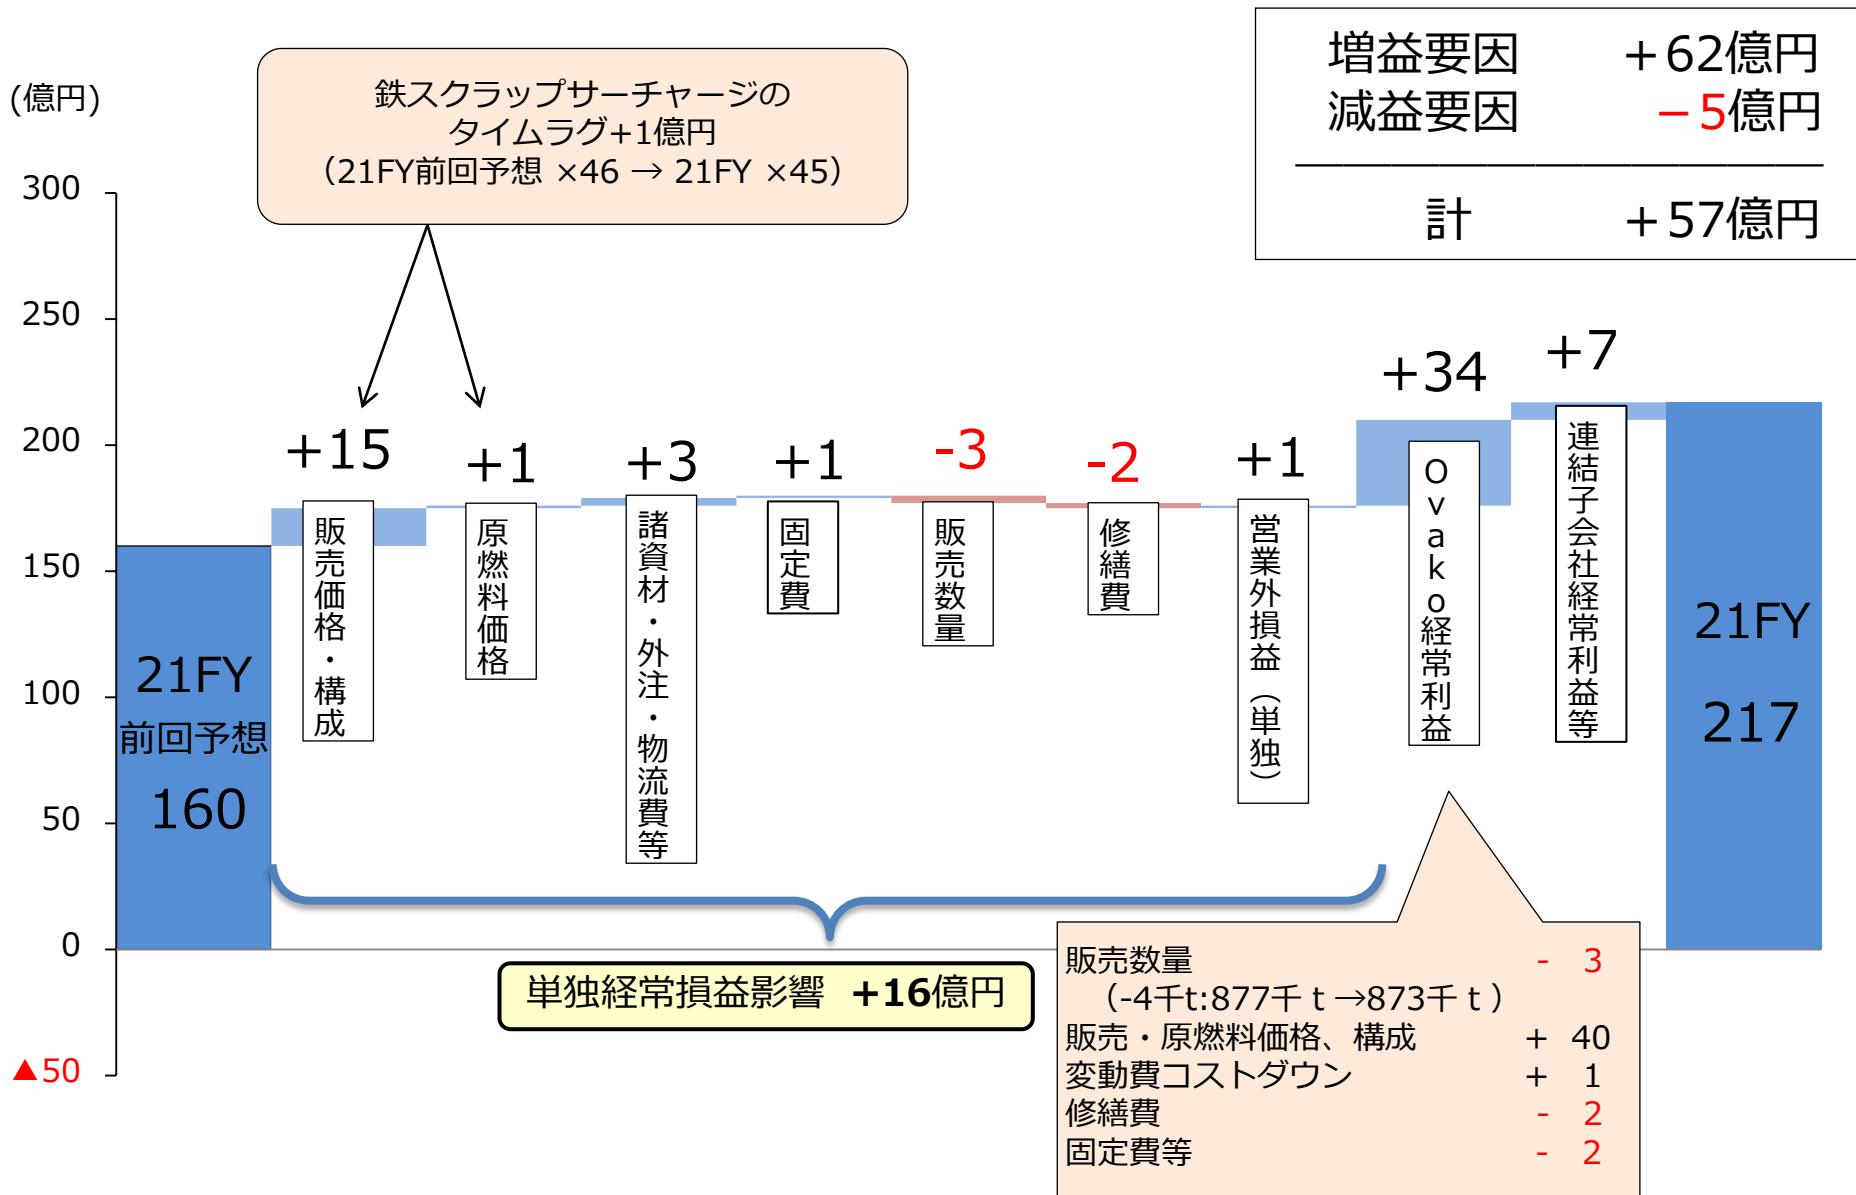 増益要因 +62億円
減益要因 -5億円
計 +57億円
(億円)
鉄スクラップサーチャージの
タイムラグ+1億円
(21FY前回予想 ×46 → 21FY ×45)
300
250
200
150
100
50
0
▲50
+15
+1
+3
+1
-3
-2
+1
+34
+7
販売価格・構成
原燃料価格
諸資材・外注・物流費等
固定費
販売数量
修繕費
営業外損益(単独)
Ovako経常利益
連結子会社経常利益等
21FY
前回予想
160
21FY
217
単独経常損益影響 +16億円
販売数量 - 3
(-4千t:877千t→873千t)
販売・原燃料価格、構成 + 40
変動費コストダウン + 1
修繕費 - 2
固定費等 - 2